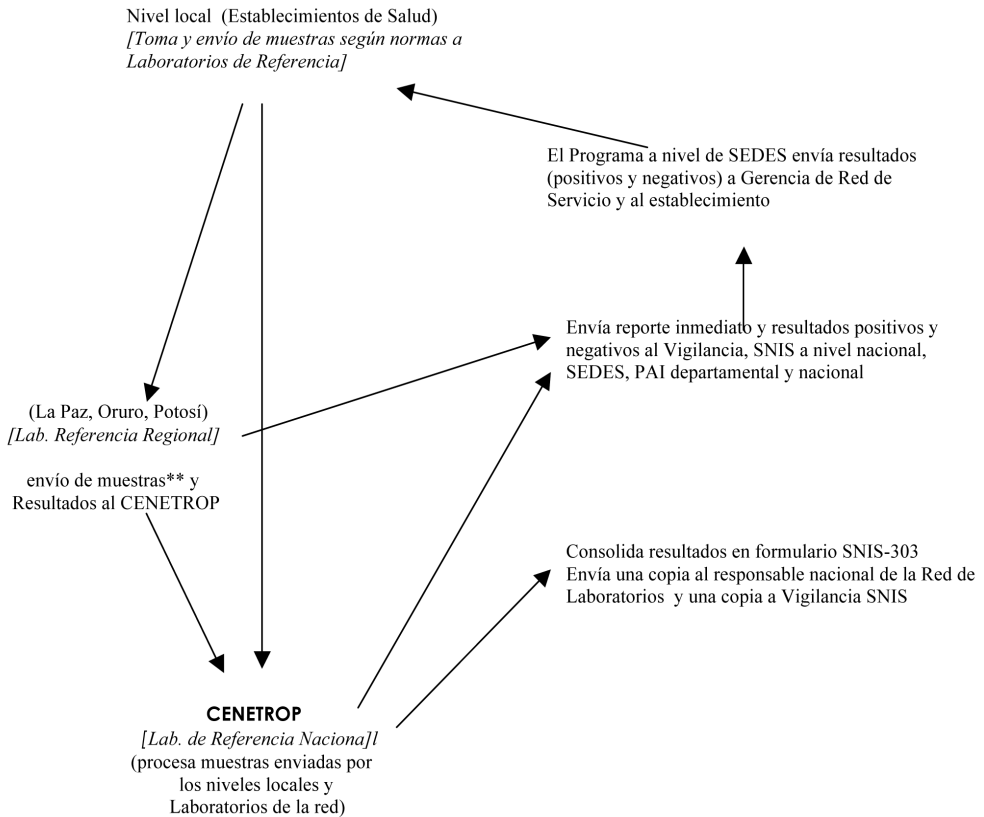 Nivel local  (Establecimientos de Salud)
[Toma y envío de muestras según normas a
Laboratorios de Referencia]
El Programa a nivel de SEDES envía resultados
(positivos y negativos) a Gerencia de Red de
Servicio y al establecimiento
Envía reporte inmediato y resultados positivos y
negativos al Vigilancia, SNIS a nivel nacional,
SEDES, PAI departamental y nacional
(La Paz, Oruro, Potosí)
[Lab. Referencia Regional]
envío de muestras** y
Resultados al CENETROP
Consolida resultados en formulario SNIS-303
Envía una copia al responsable nacional de la Red de
Laboratorios  y una copia a Vigilancia SNIS
CENETROP
[Lab. de Referencia Naciona]l
(procesa muestras enviadas por
los niveles locales y
Laboratorios de la red)